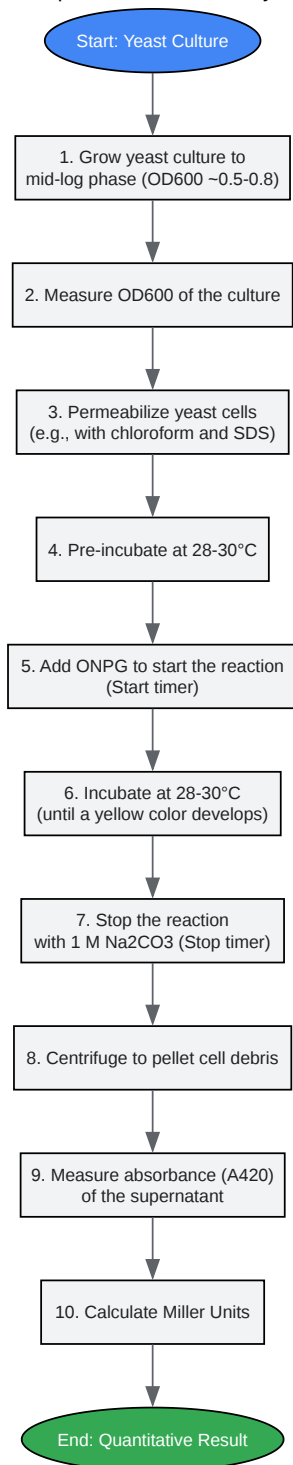 Start: Yeast Culture
1. Grow yeast culture to
mid-log phase (OD600 ~0.5-0.8)
2. Measure OD600 of the culture
3. Permeabilize yeast cells
(e.g., with chloroform and SDS)
4. Pre-incubate at 28-30°C
5. Add ONPG to start the reaction
(Start timer)
6. Incubate at 28-30°C
(until a yellow color develops)
7. Stop the reaction
with 1 M Na2CO3 (Stop timer)
8. Centrifuge to pellet cell debris
9. Measure absorbance (A420)
of the supernatant
10. Calculate Miller Units
End: Quantitative Result